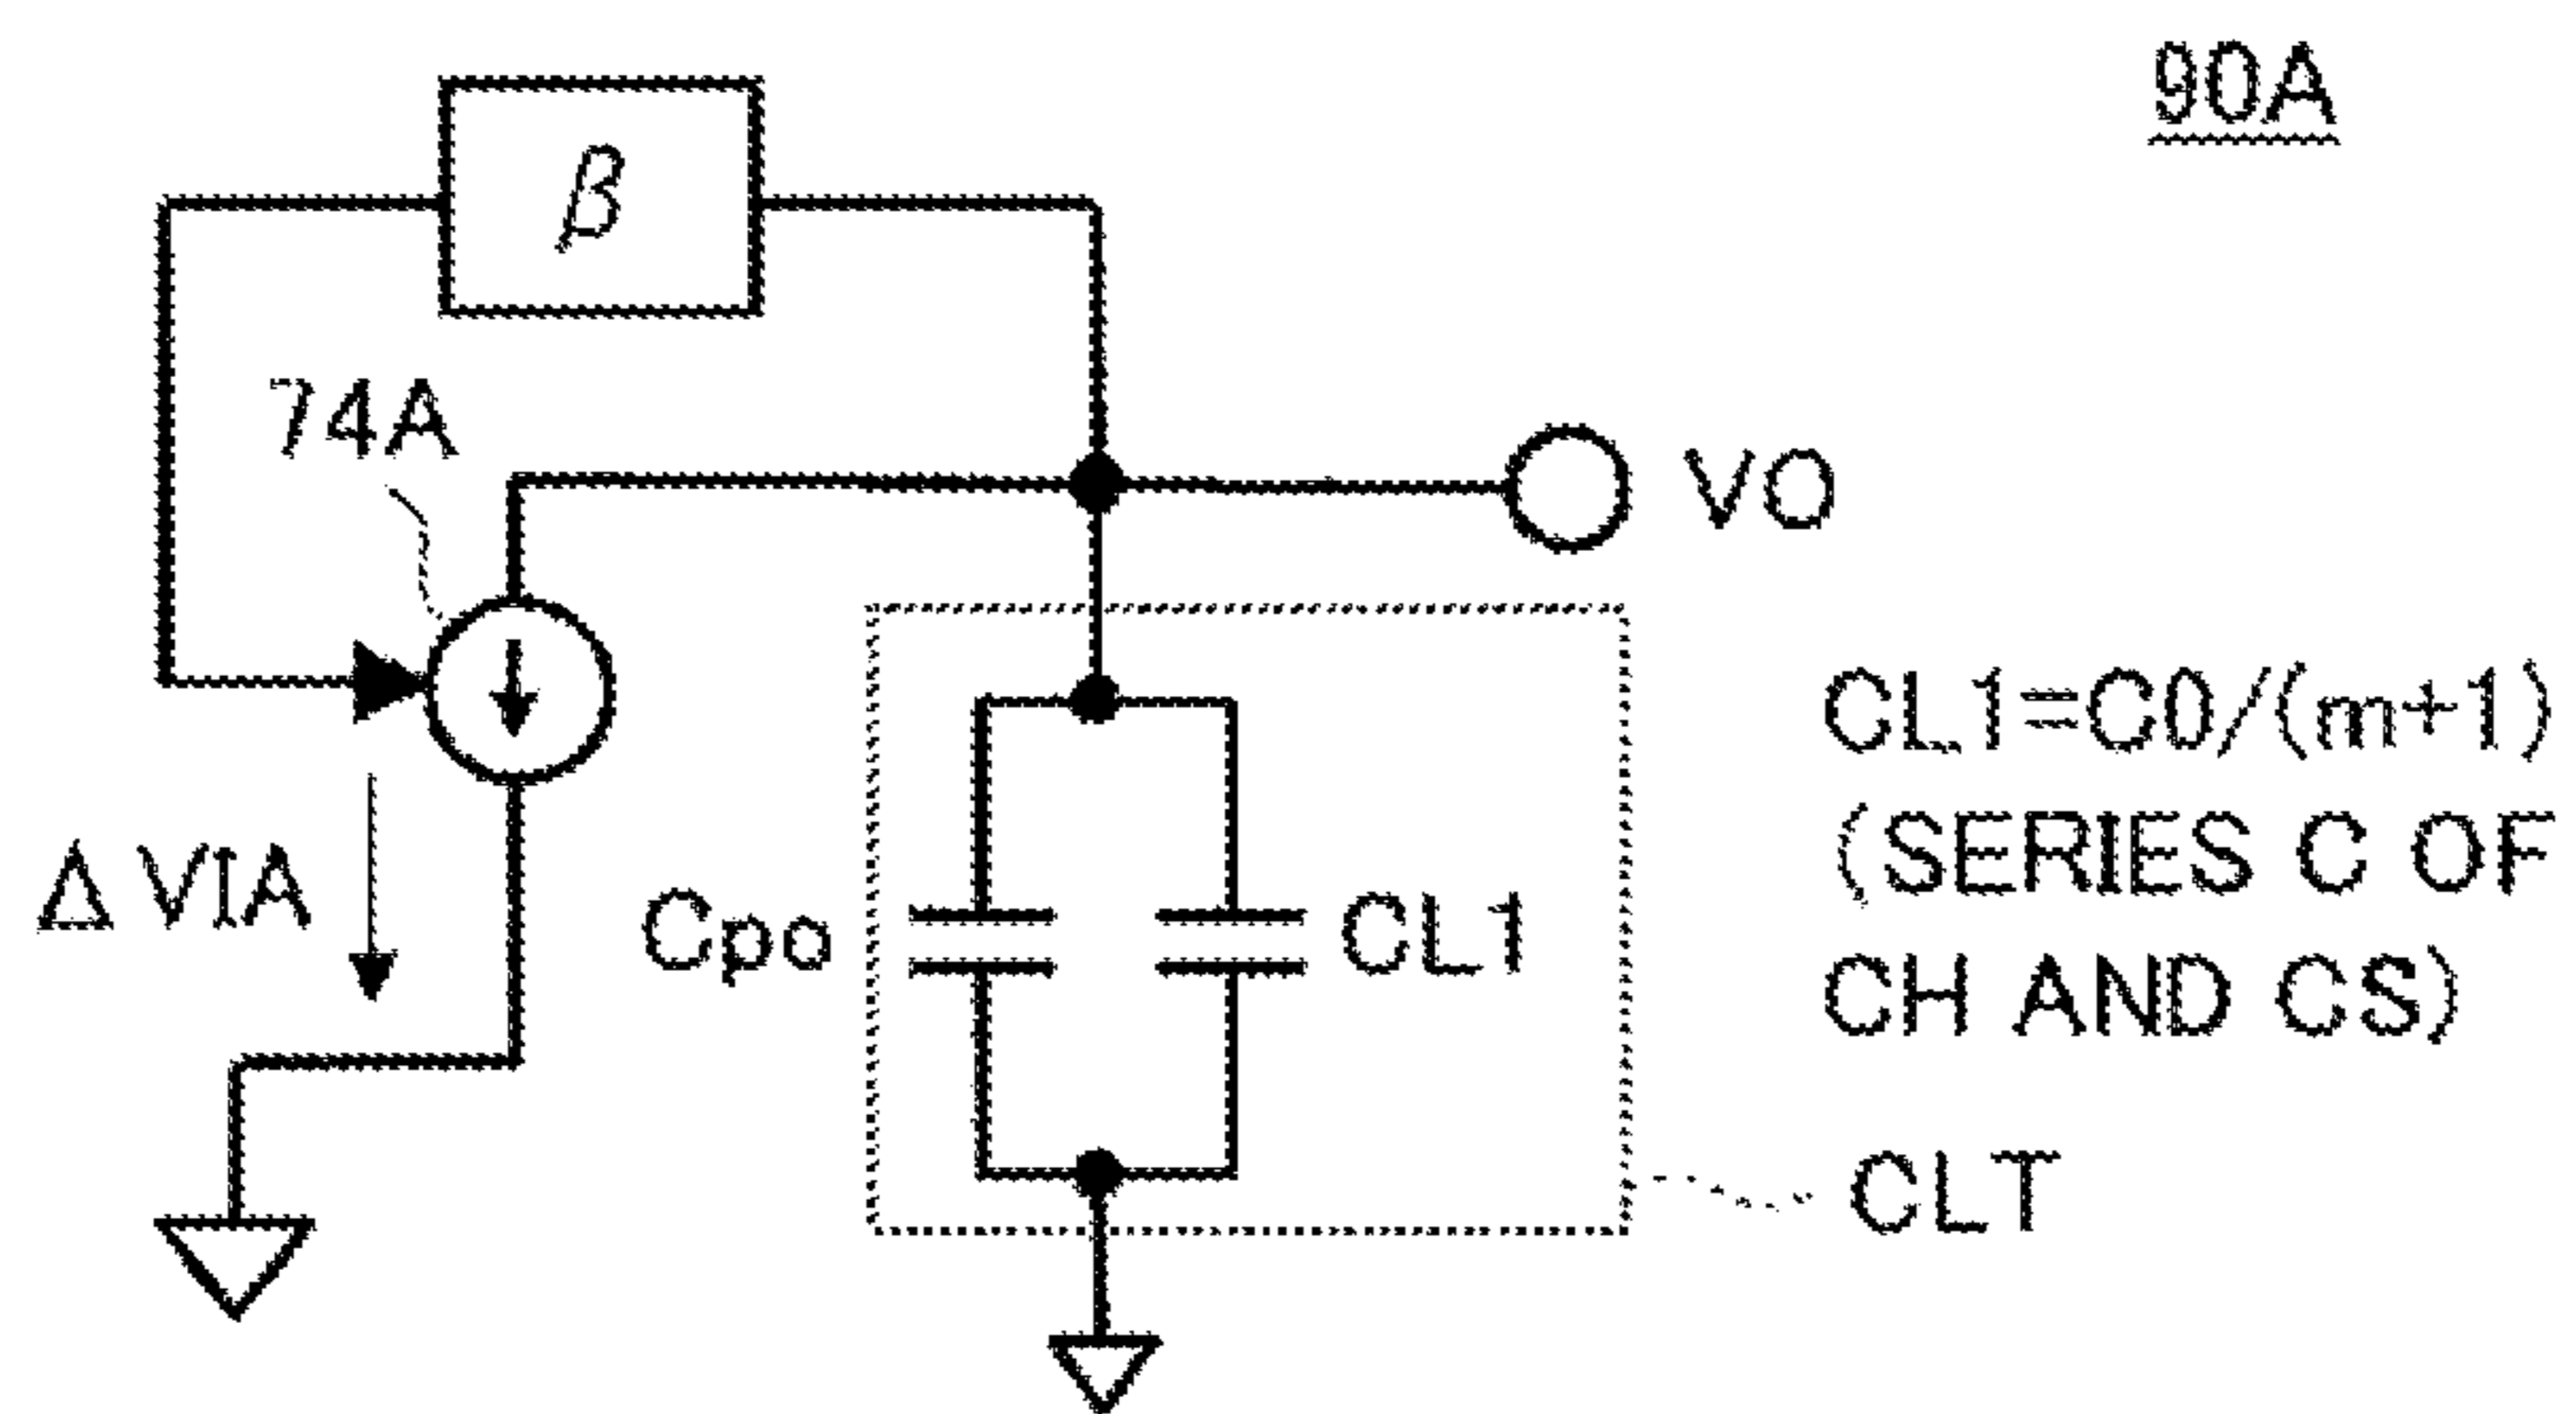 90A
β
74A
VO
ΔVIA
Cpo
CL1
CL1=C0/(m+1)
(SERIES C OF
CH AND CS)
CLT